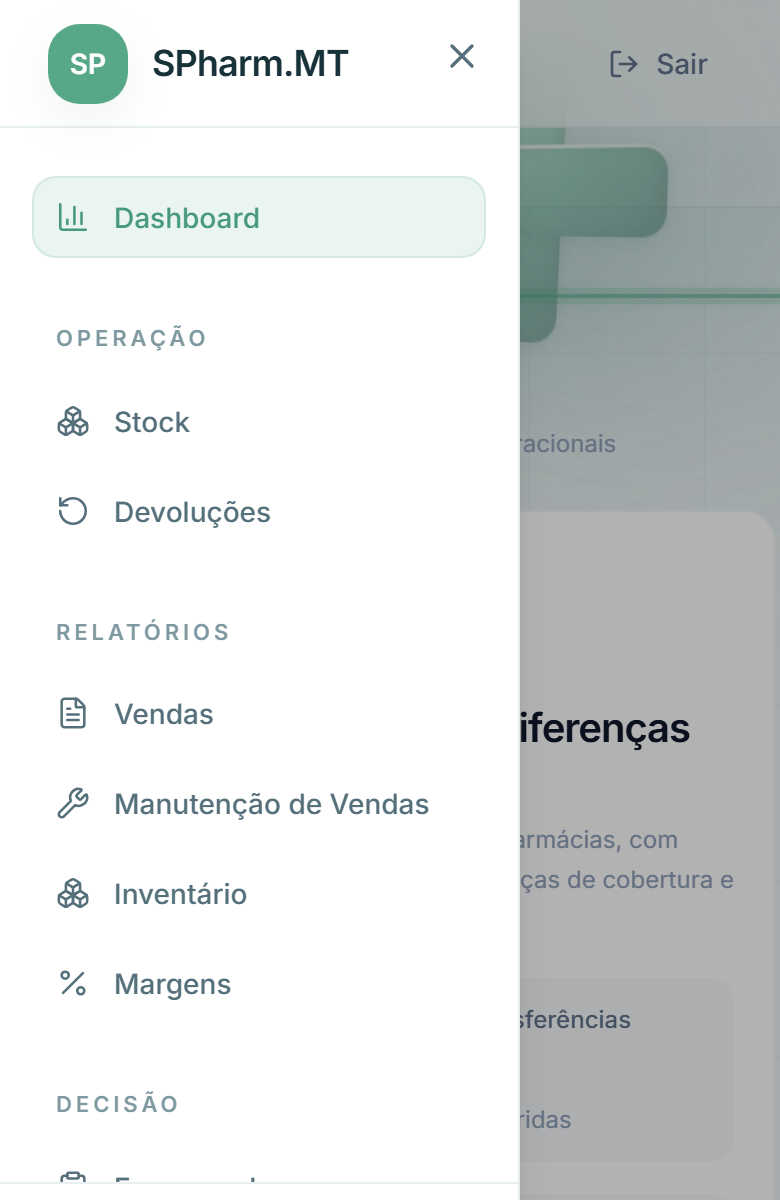 SP
SPharm.MT
Sair
Dashboard
OPERAÇÃO
racionais
Stock
Devoluções
RELATÓRIOS
Vendas
iferenças
Manutenção de Vendas
armácias, com
ças de cobertura e
Inventário
Margens
sferências
DECISÃO
ridas